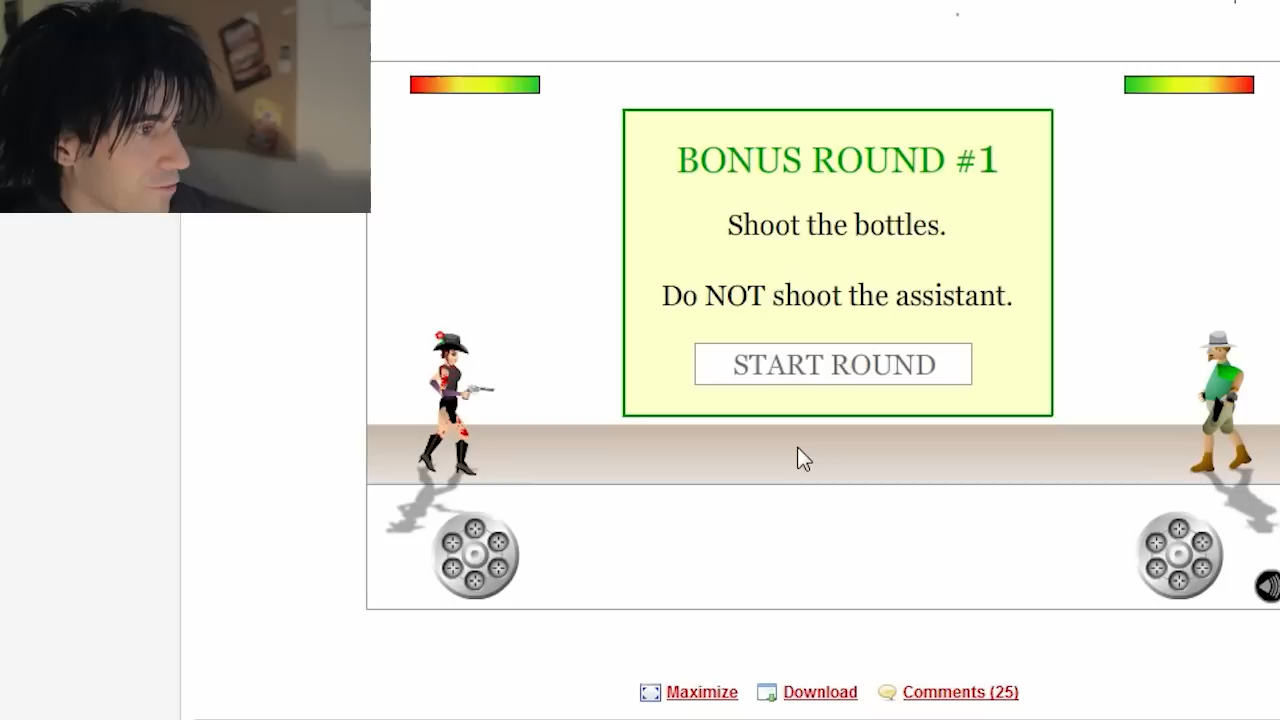 BONUS ROUND #1
Shoot the bottles.
Do NOT shoot the assistant.
START ROUND
Maximize Download Comments (25)